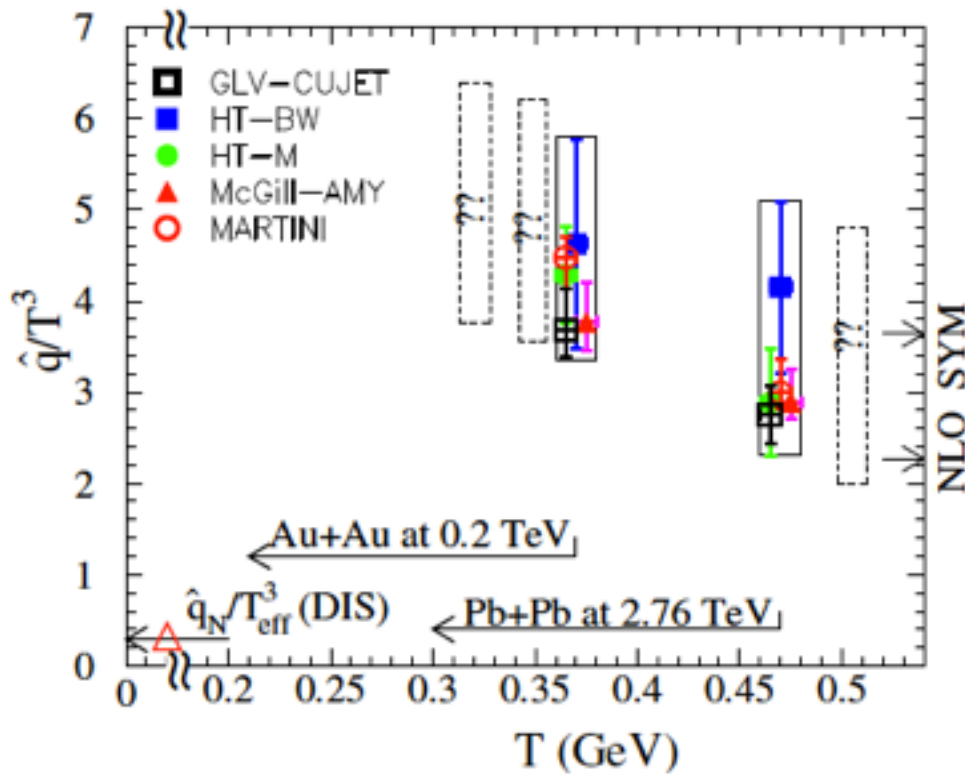 7
6
5
4
3
2
1
0
q̂/T³
GLV−CUJET
HT−BW
HT−M
McGill−AMY
MARTINI
??
??
??
NLO SYM
Au+Au at 0.2 TeV
q̂_N/T³_eff (DIS)
Pb+Pb at 2.76 TeV
0 0.2 0.25 0.3 0.35 0.4 0.45 0.5
T (GeV)